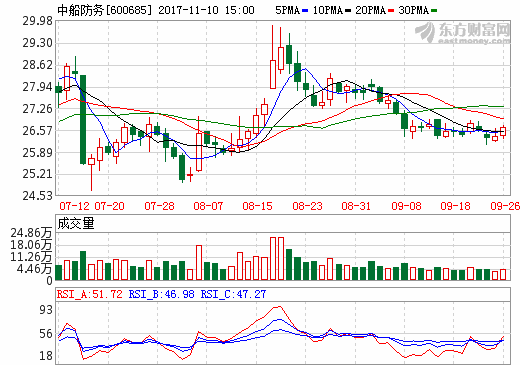 中船防务[600685] 2017-11-10 15:00 5PMA 10PMA 20PMA 30PMA
东方财富网
eastmoney.com
29.98
29.30
28.62
27.94
27.26
26.57
25.89
25.21
24.53
07-12 07-20 07-28 08-07 08-15 08-23 08-31 09-08 09-18 09-26
成交量
24.86万
18.06万
11.26万
4.46万
0
RSI_A:51.72 RSI_B:46.98 RSI_C:47.27
93
56
18